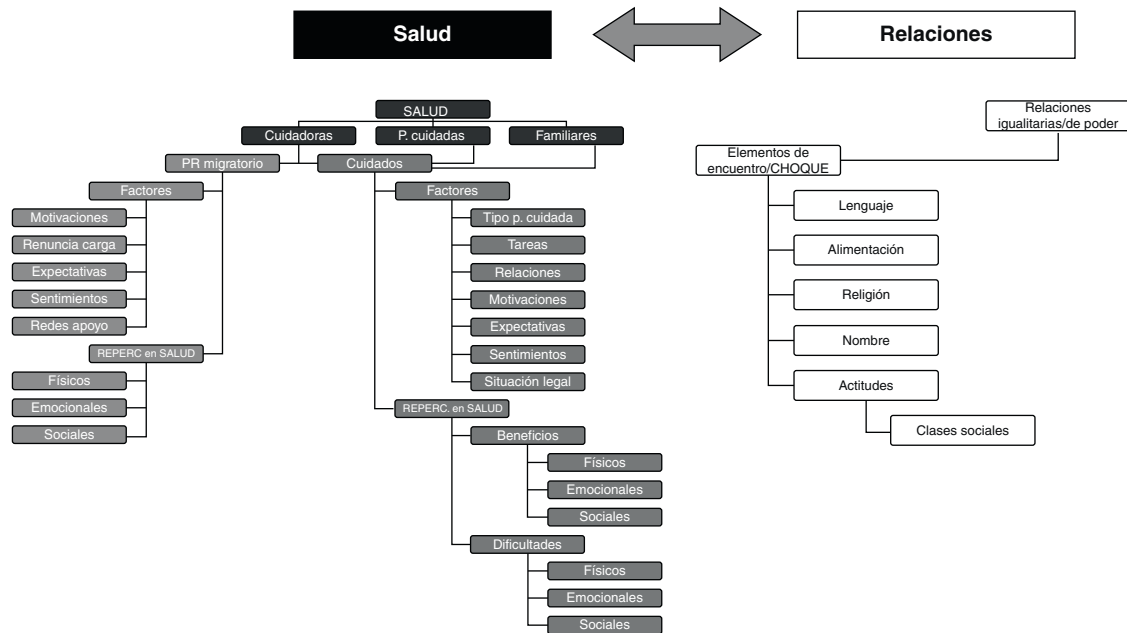 Salud
Relaciones
SALUD
Cuidadoras
P. cuidadas
Familiares
PR migratorio
Cuidados
Factores
Motivaciones
Renuncia carga
Expectativas
Sentimientos
Redes apoyo
REPERC en SALUD
Físicos
Emocionales
Sociales
Factores
Tipo p. cuidada
Tareas
Relaciones
Motivaciones
Expectativas
Sentimientos
Situación legal
REPERC. en SALUD
Beneficios
Físicos
Emocionales
Sociales
Dificultades
Físicos
Emocionales
Sociales
Relaciones
igualitarias/de poder
Elementos de
encuentro/CHOQUE
Lenguaje
Alimentación
Religión
Nombre
Actitudes
Clases sociales